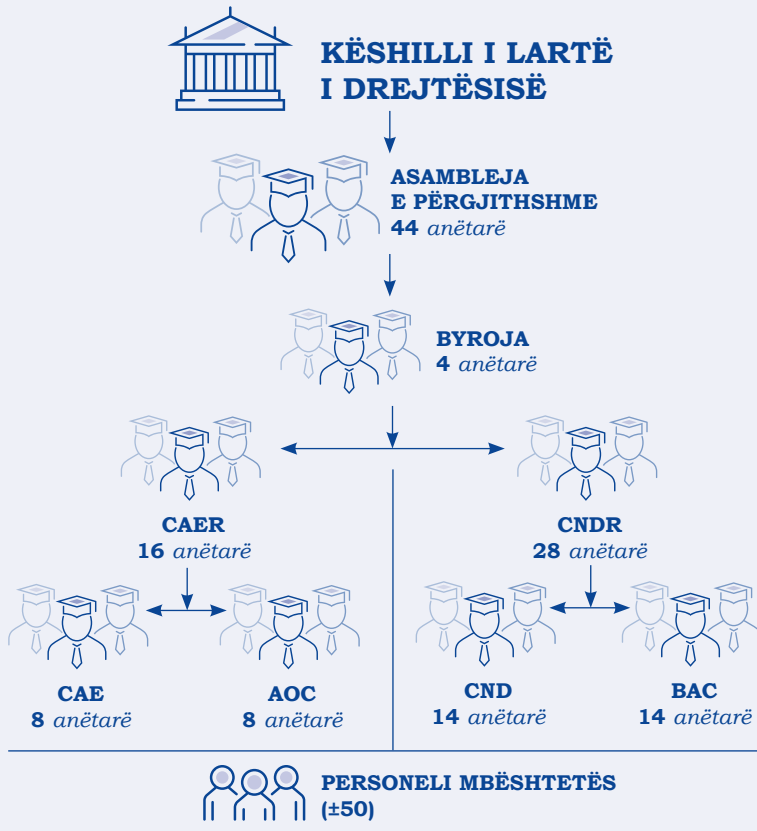 KËSHILLI I LARTË
I DREJTËSISË
ASAMBLEJA
E PËRGJITHSHME
44 anëtarë
BYROJA
4 anëtarë
CAER
16 anëtarë
CNDR
28 anëtarë
CAE
8 anëtarë
AOC
8 anëtarë
CND
14 anëtarë
BAC
14 anëtarë
PERSONELI MBËSHTETËS
(±50)